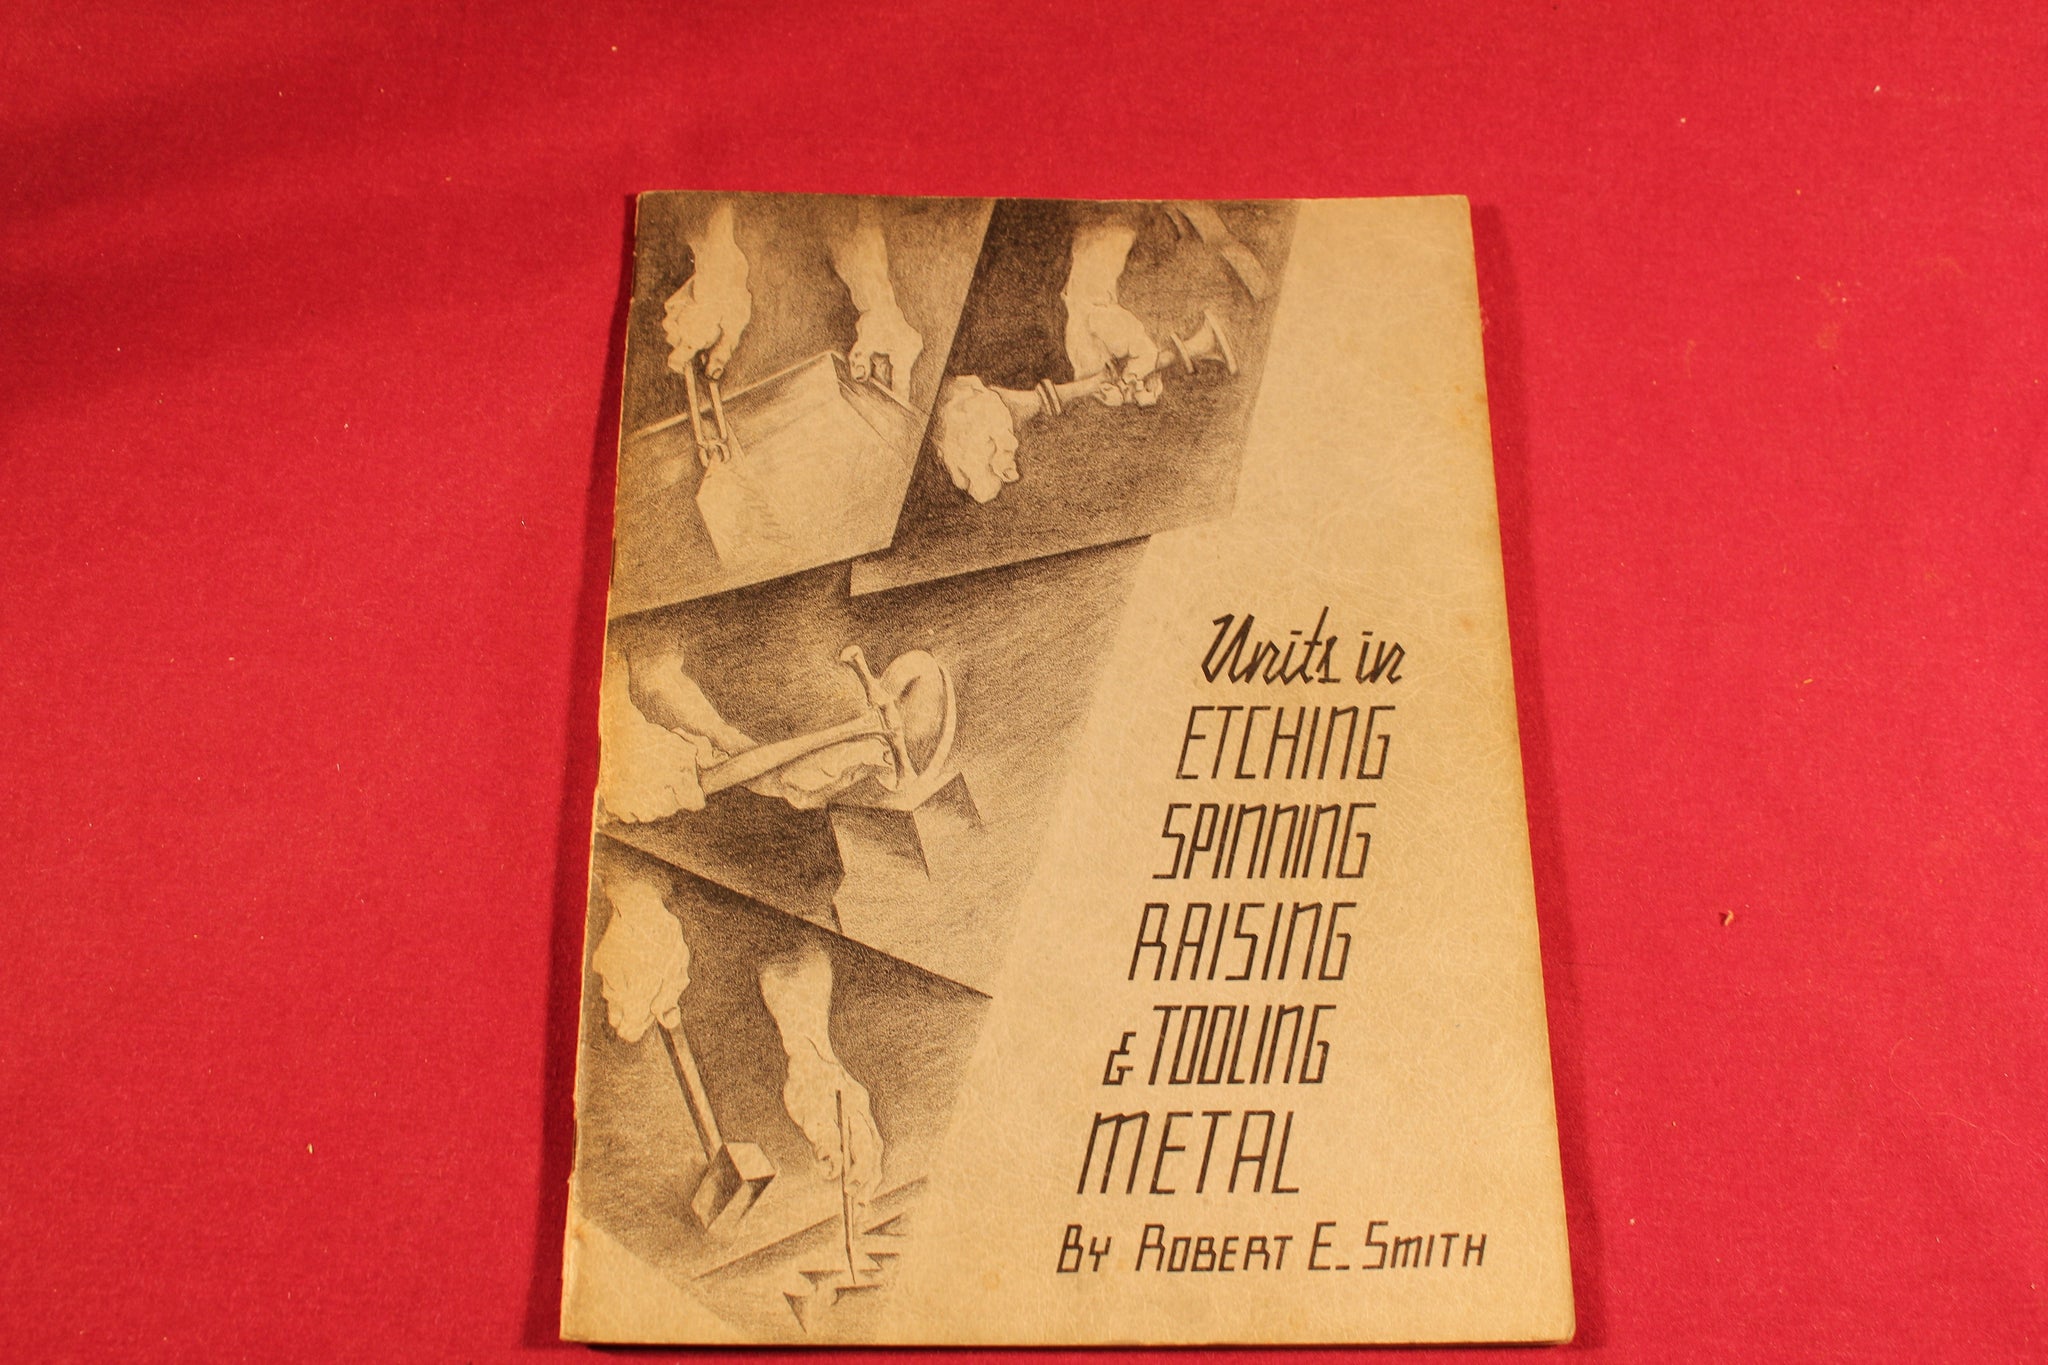 Units in
ETCHING
SPINNING
RAISING
& TOOLING
METAL
BY ROBERT E. SMITH